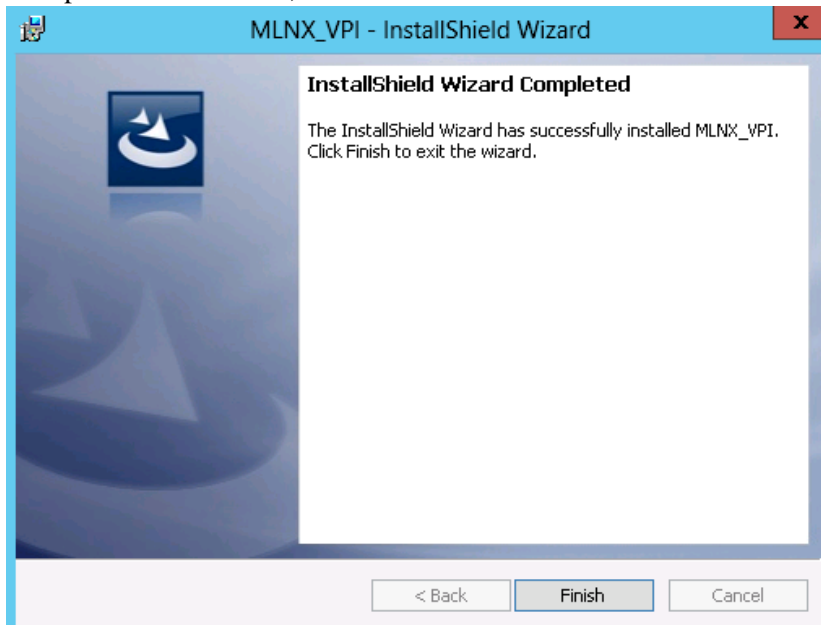 MLNX_VPI - InstallShield Wizard
x
InstallShield Wizard Completed
The InstallShield Wizard has successfully installed MLNX_VPI.
Click Finish to exit the wizard.
< Back
Finish
Cancel